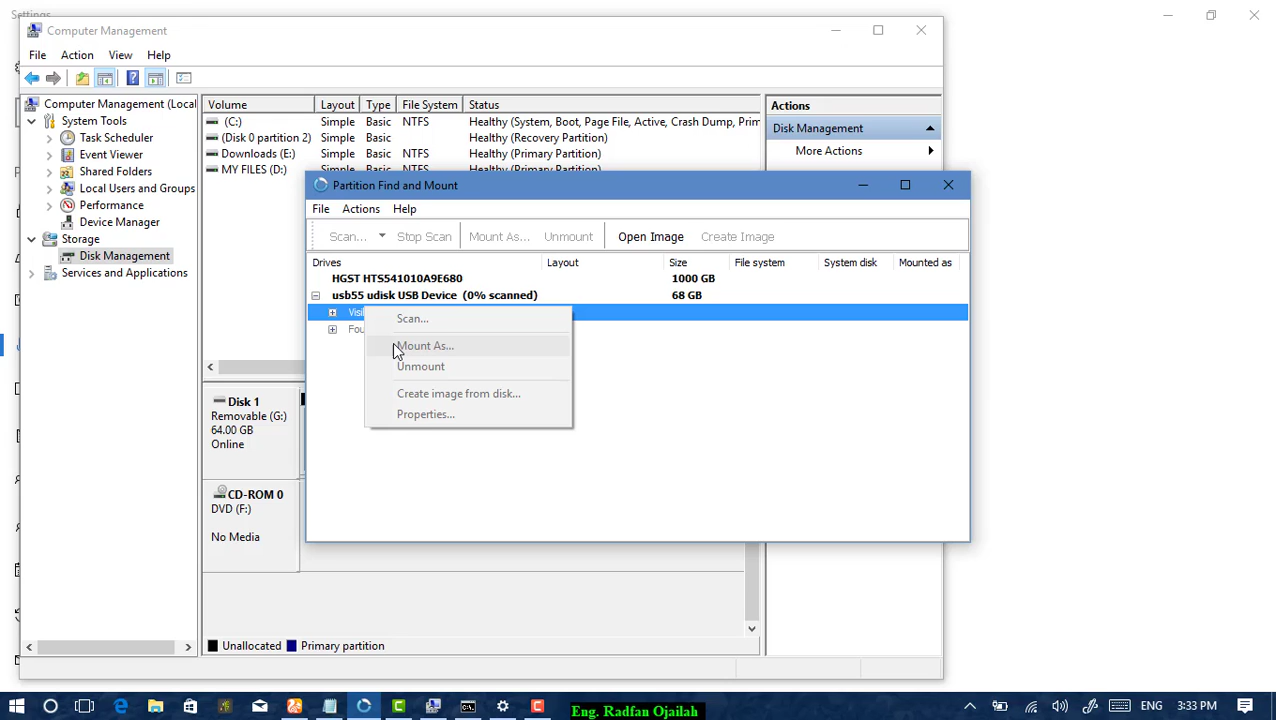 Settings
Computer Management
File Action View Help
Computer Management (Local
System Tools
Task Scheduler
Event Viewer
Shared Folders
Local Users and Groups
Performance
Device Manager
Storage
Disk Management
Services and Applications
Volume Layout Type File System Status
(C:) Simple Basic NTFS Healthy (System, Boot, Page File, Active, Crash Dump, Prim
(Disk 0 partition 2) Simple Basic Healthy (Recovery Partition)
Downloads (E:) Simple Basic NTFS Healthy (Primary Partition)
MY FILES (D:) Simple Basic NTFS Healthy (Primary Partition)
Actions
Disk Management
More Actions
Partition Find and Mount
File Actions Help
Scan... Stop Scan Mount As... Unmount Open Image Create Image
Drives Layout Size File system System disk Mounted as
HGST HTS541010A9E680 1000 GB
usb55 udisk USB Device (0% scanned) 68 GB
Scan...
Mount As...
Unmount
Create image from disk...
Properties...
Disk 1
Removable (G:)
64.00 GB
Online
CD-ROM 0
DVD (F:)
No Media
Unallocated Primary partition
Eng. Radfan Ojailah
3:33 PM